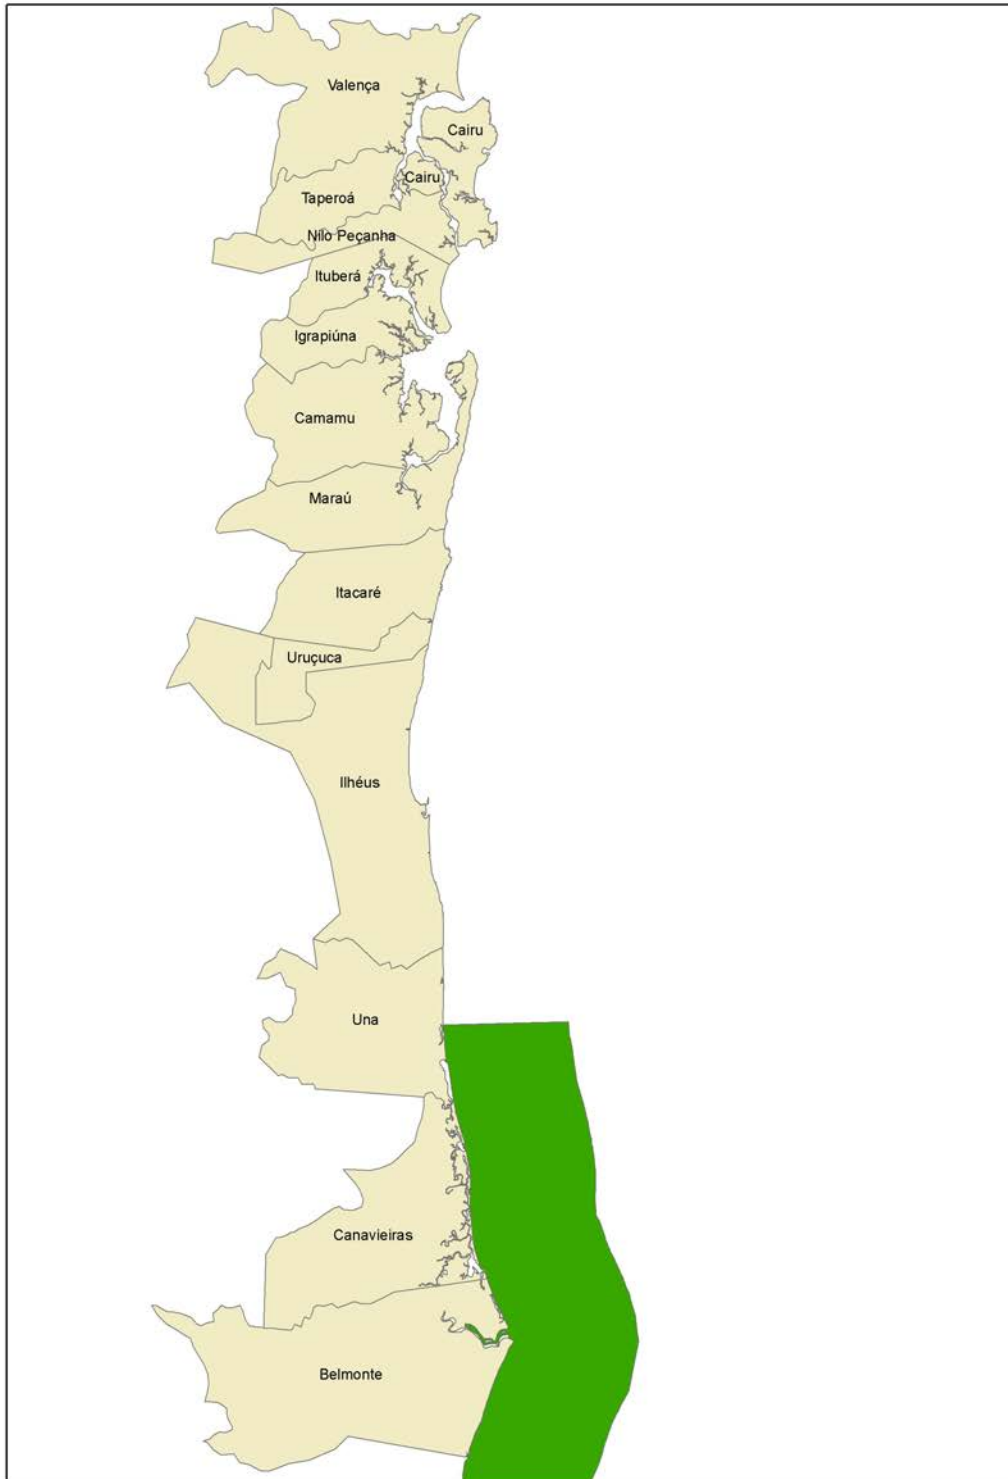 Valença
Cairu
Cairu
Taperoá
Nilo Peçanha
Ituberá
Igrapiúna
Camamu
Maraú
Itacaré
Uruçuca
Ilhéus
Una
Canavieiras
Belmonte